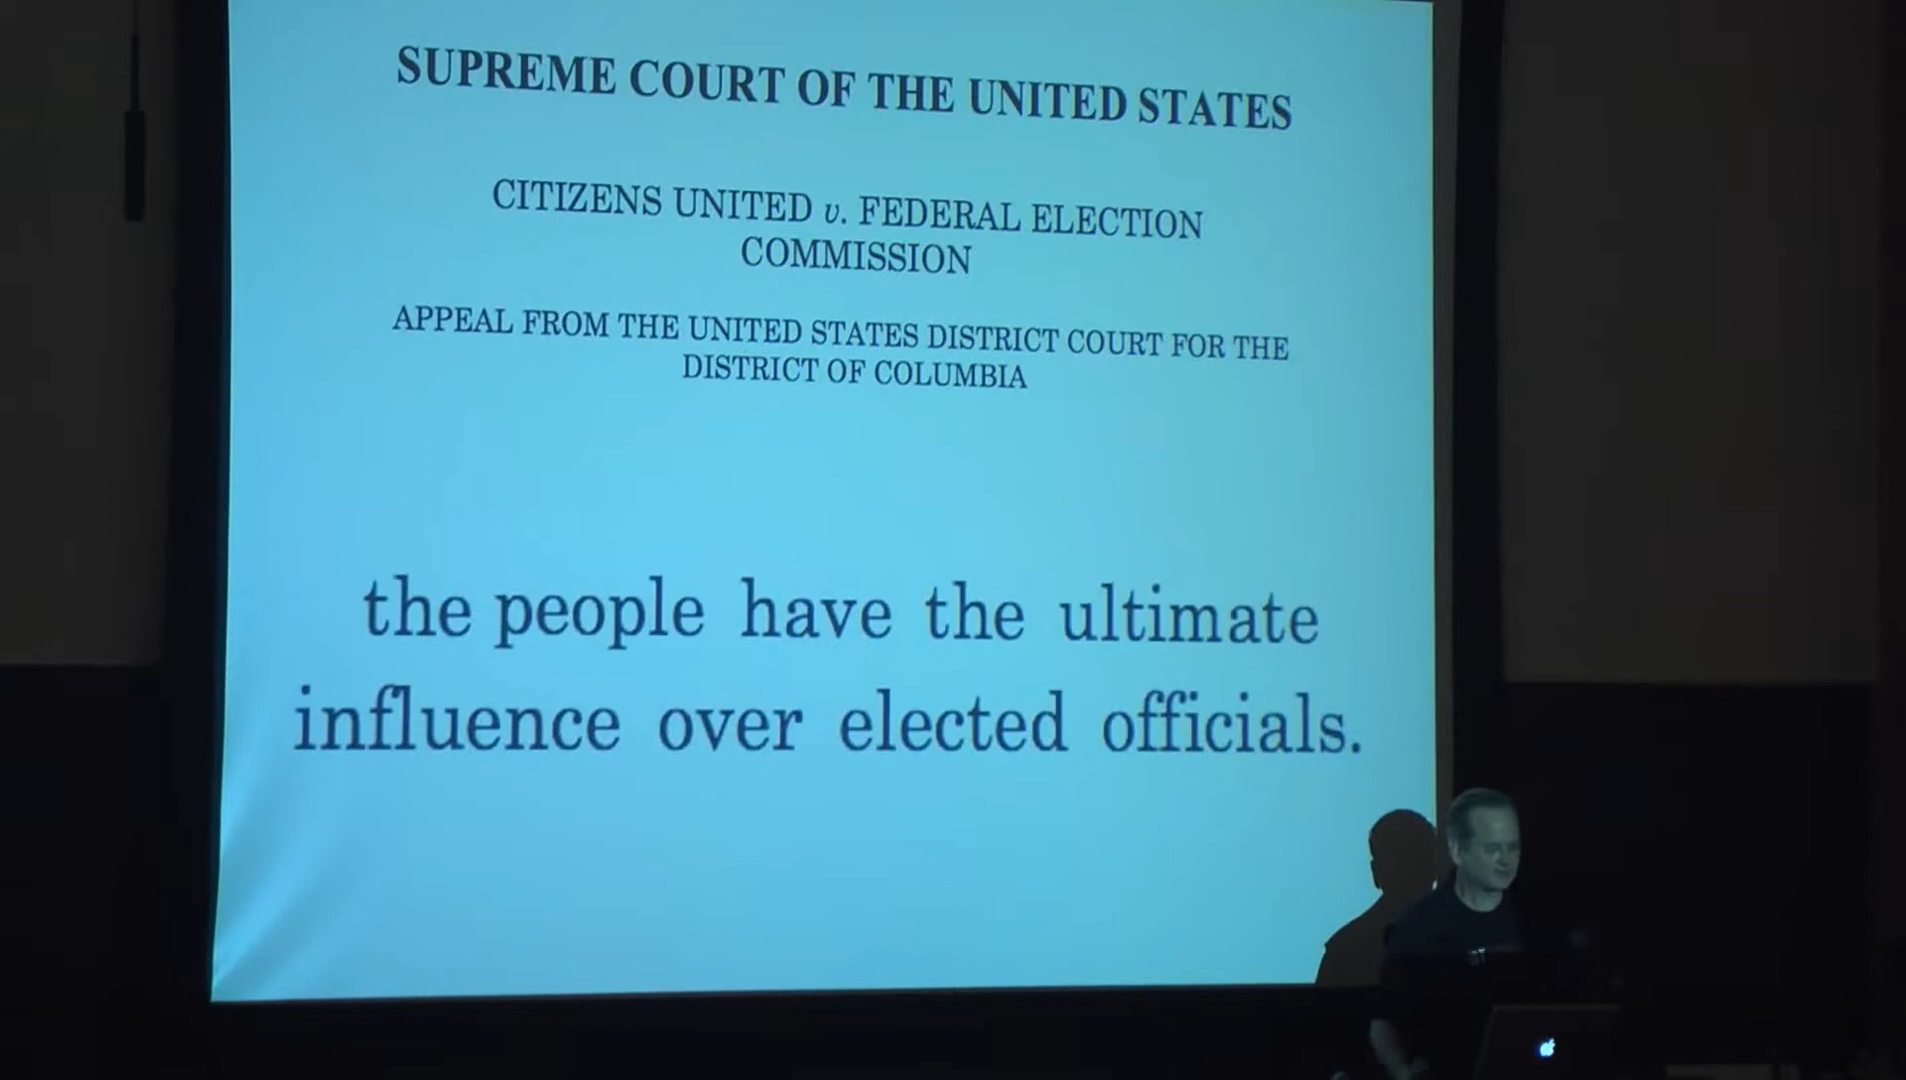 SUPREME COURT OF THE UNITED STATES
CITIZENS UNITED v. FEDERAL ELECTION
COMMISSION
APPEAL FROM THE UNITED STATES DISTRICT COURT FOR THE
DISTRICT OF COLUMBIA
the people have the ultimate
influence over elected officials.